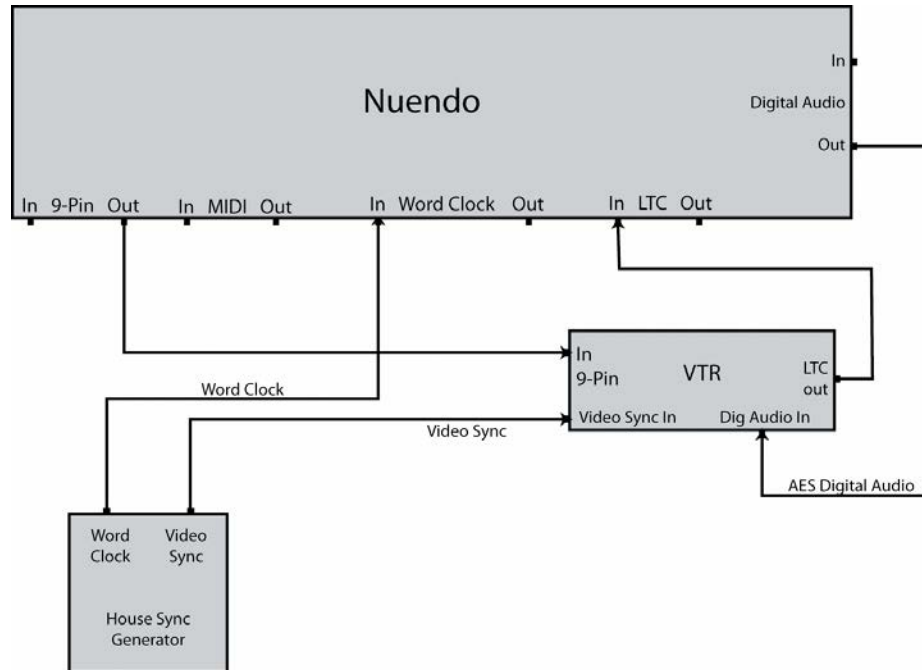 In
Nuendo
Digital Audio
Out
In 9-Pin Out In MIDI Out In Word Clock Out In LTC Out
In
9-Pin
VTR
LTC
out
Word Clock
Video Sync In Dig Audio In
Video Sync
AES Digital Audio
Word
Clock
Video
Sync
House Sync
Generator